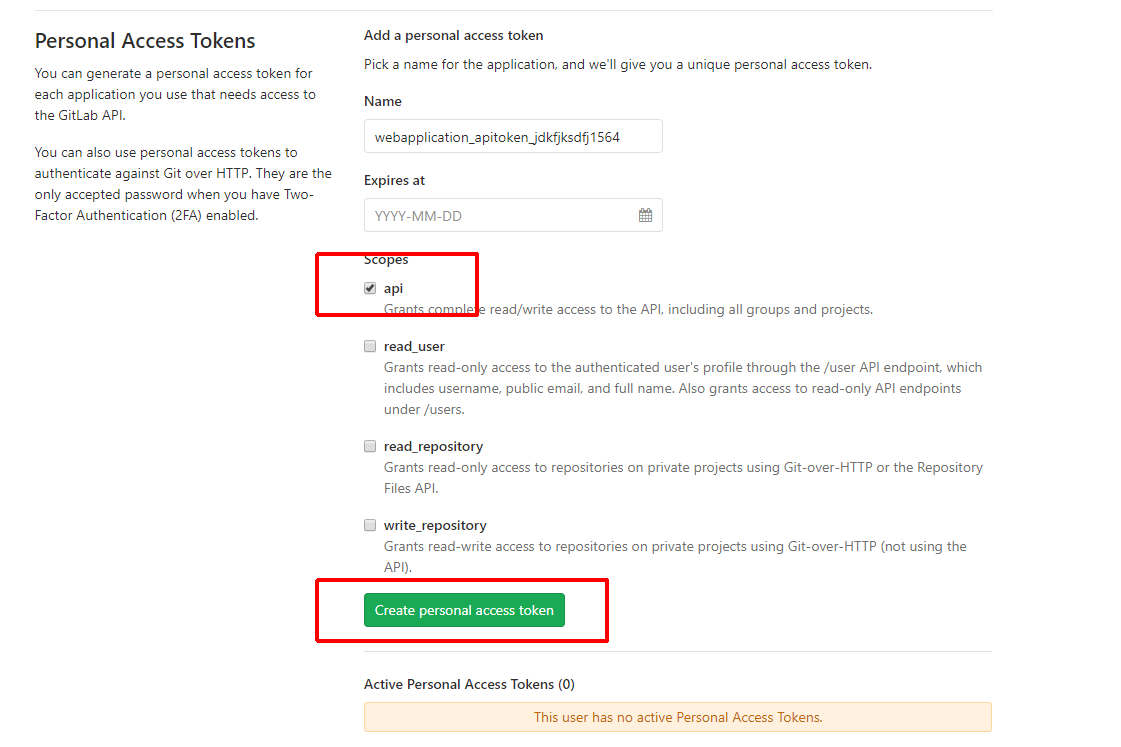 Personal Access Tokens
You can generate a personal access token for
each application you use that needs access to
the GitLab API.
You can also use personal access tokens to
authenticate against Git over HTTP. They are the
only accepted password when you have Two-
Factor Authentication (2FA) enabled.
Add a personal access token
Pick a name for the application, and we'll give you a unique personal access token.
Name
webapplication_apitoken_jdkfjksdfj1564
Expires at
YYYY-MM-DD
Scopes
api
Grants complete read/write access to the API, including all groups and projects.
read_user
Grants read-only access to the authenticated user's profile through the /user API endpoint, which
includes username, public email, and full name. Also grants access to read-only API endpoints
under /users.
read_repository
Grants read-only access to repositories on private projects using Git-over-HTTP or the Repository
Files API.
write_repository
Grants read-write access to repositories on private projects using Git-over-HTTP (not using the
API).
Create personal access token
Active Personal Access Tokens (0)
This user has no active Personal Access Tokens.